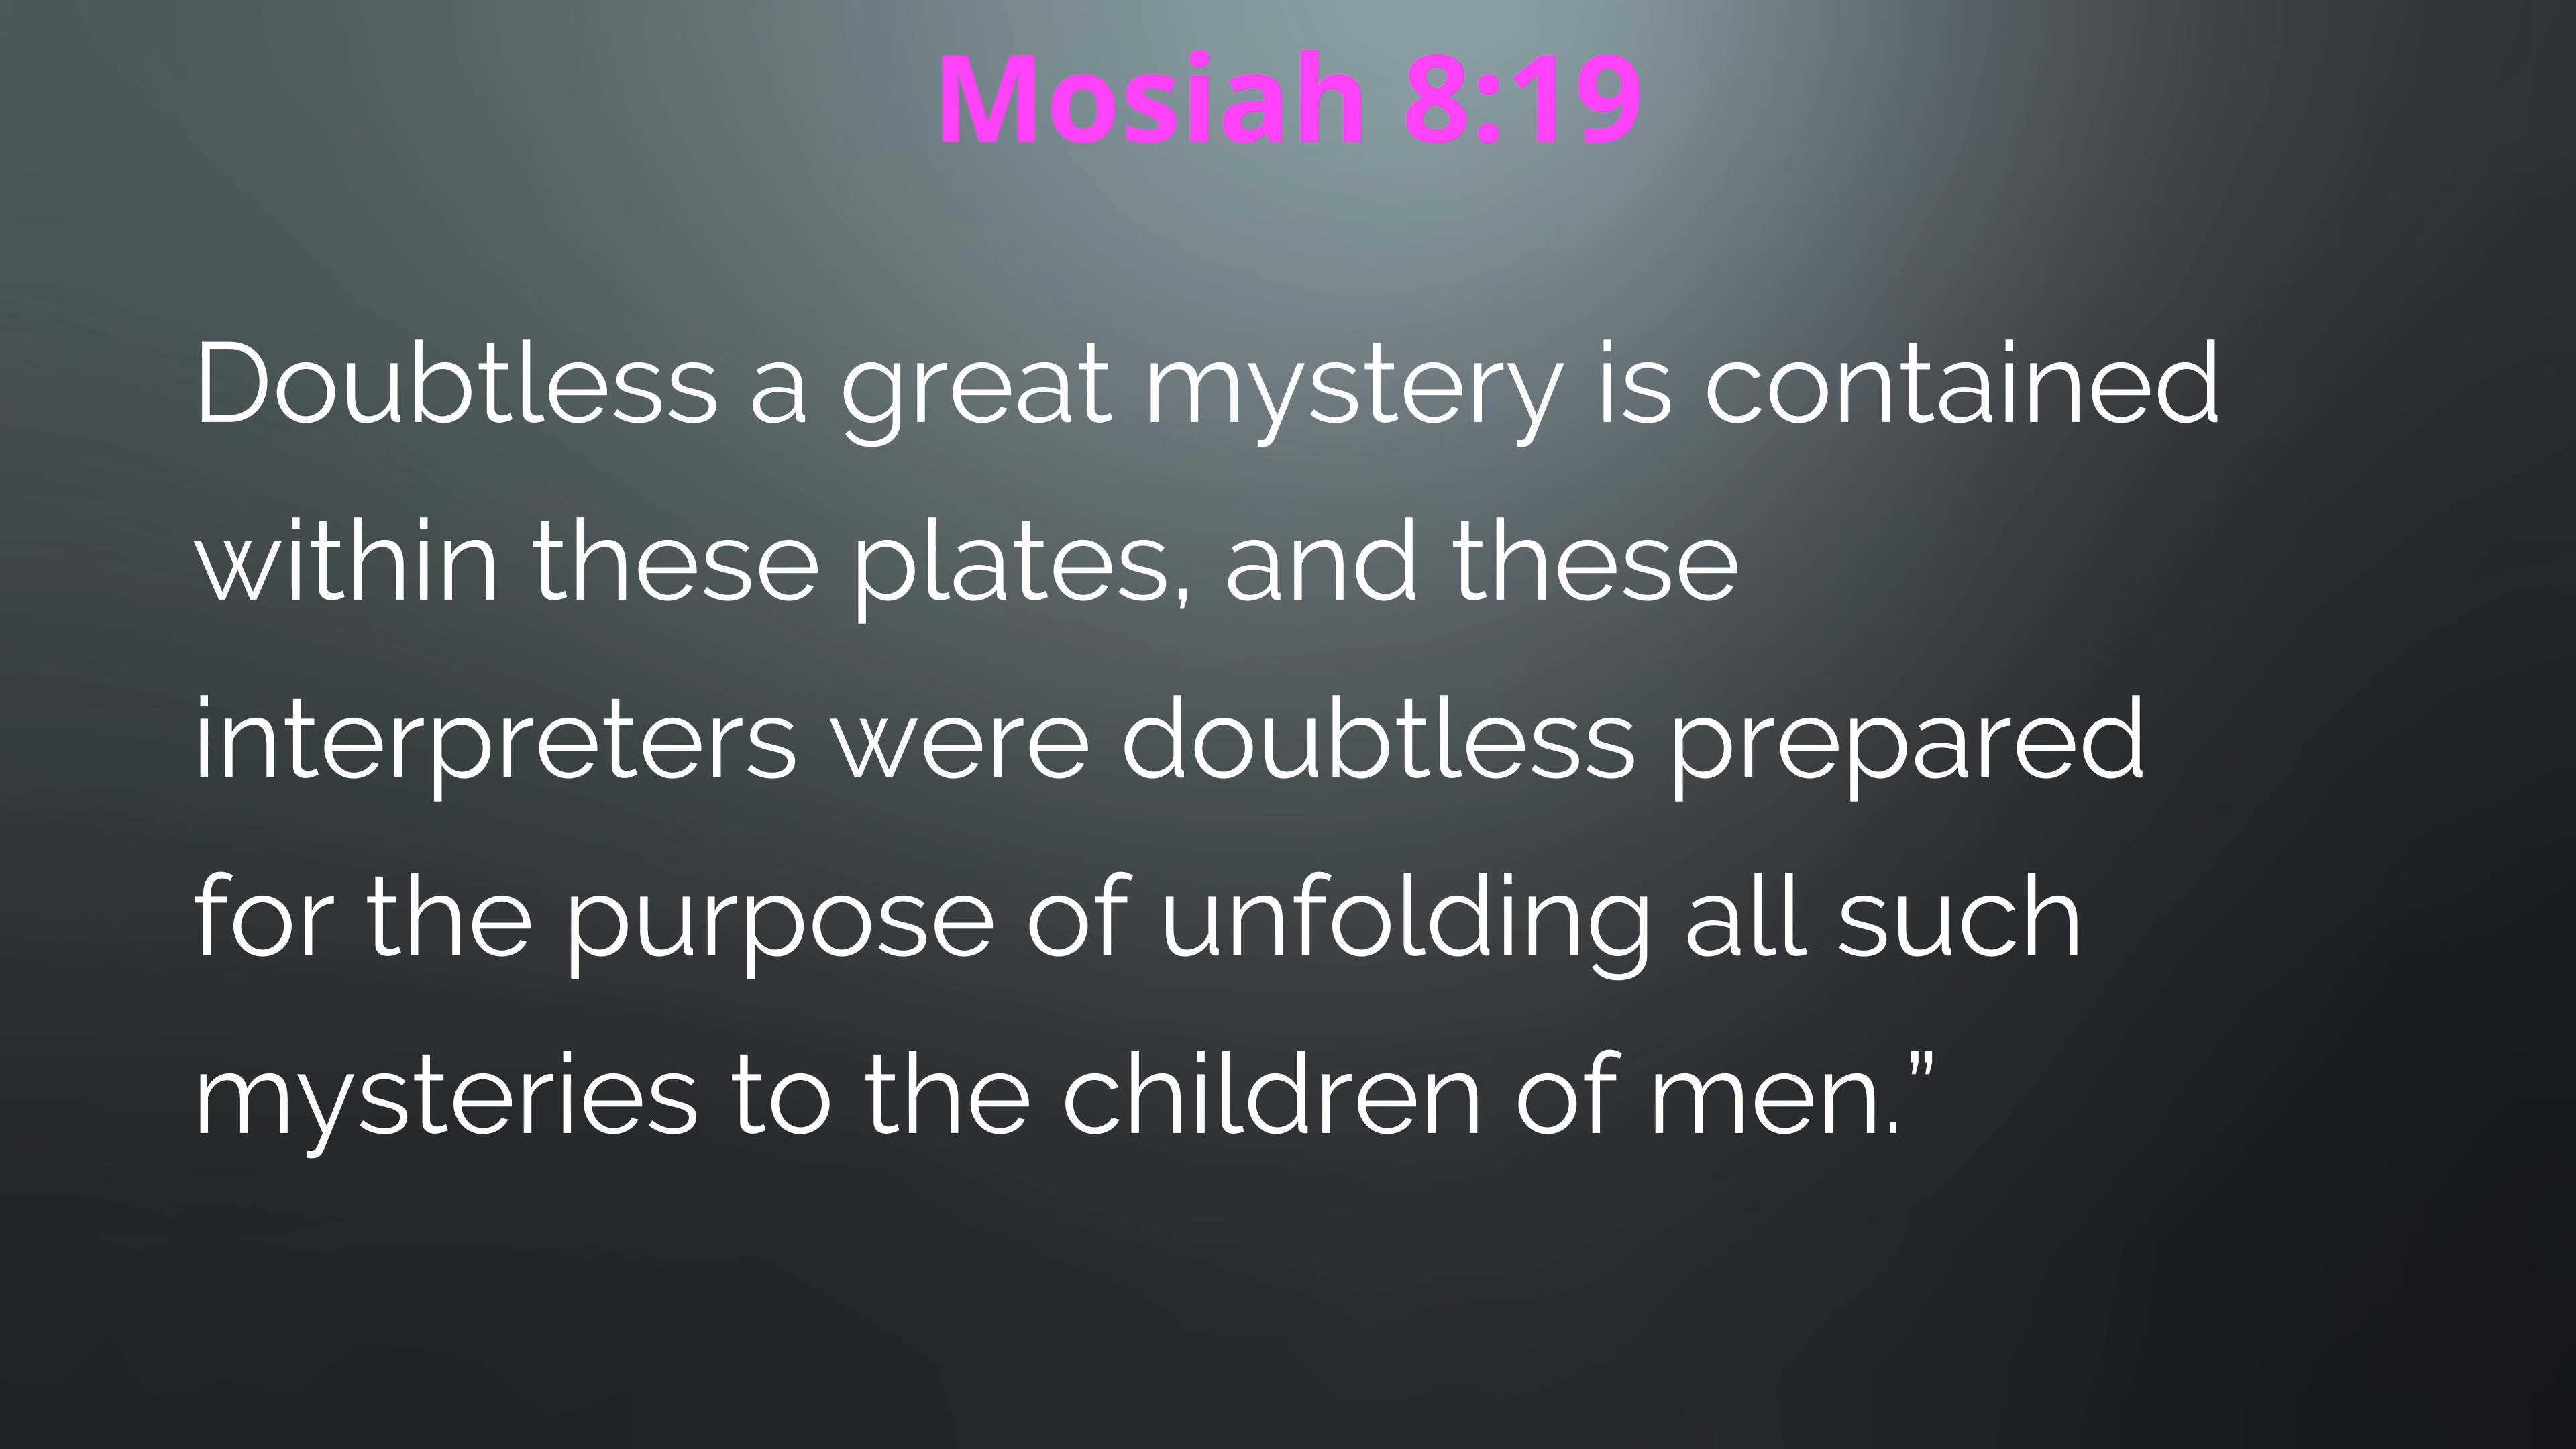 Mosiah 8:19
Doubtless a great mystery is contained
within these plates, and these
interpreters were doubtless prepared
for the purpose of unfolding all such
mysteries to the children of men.”